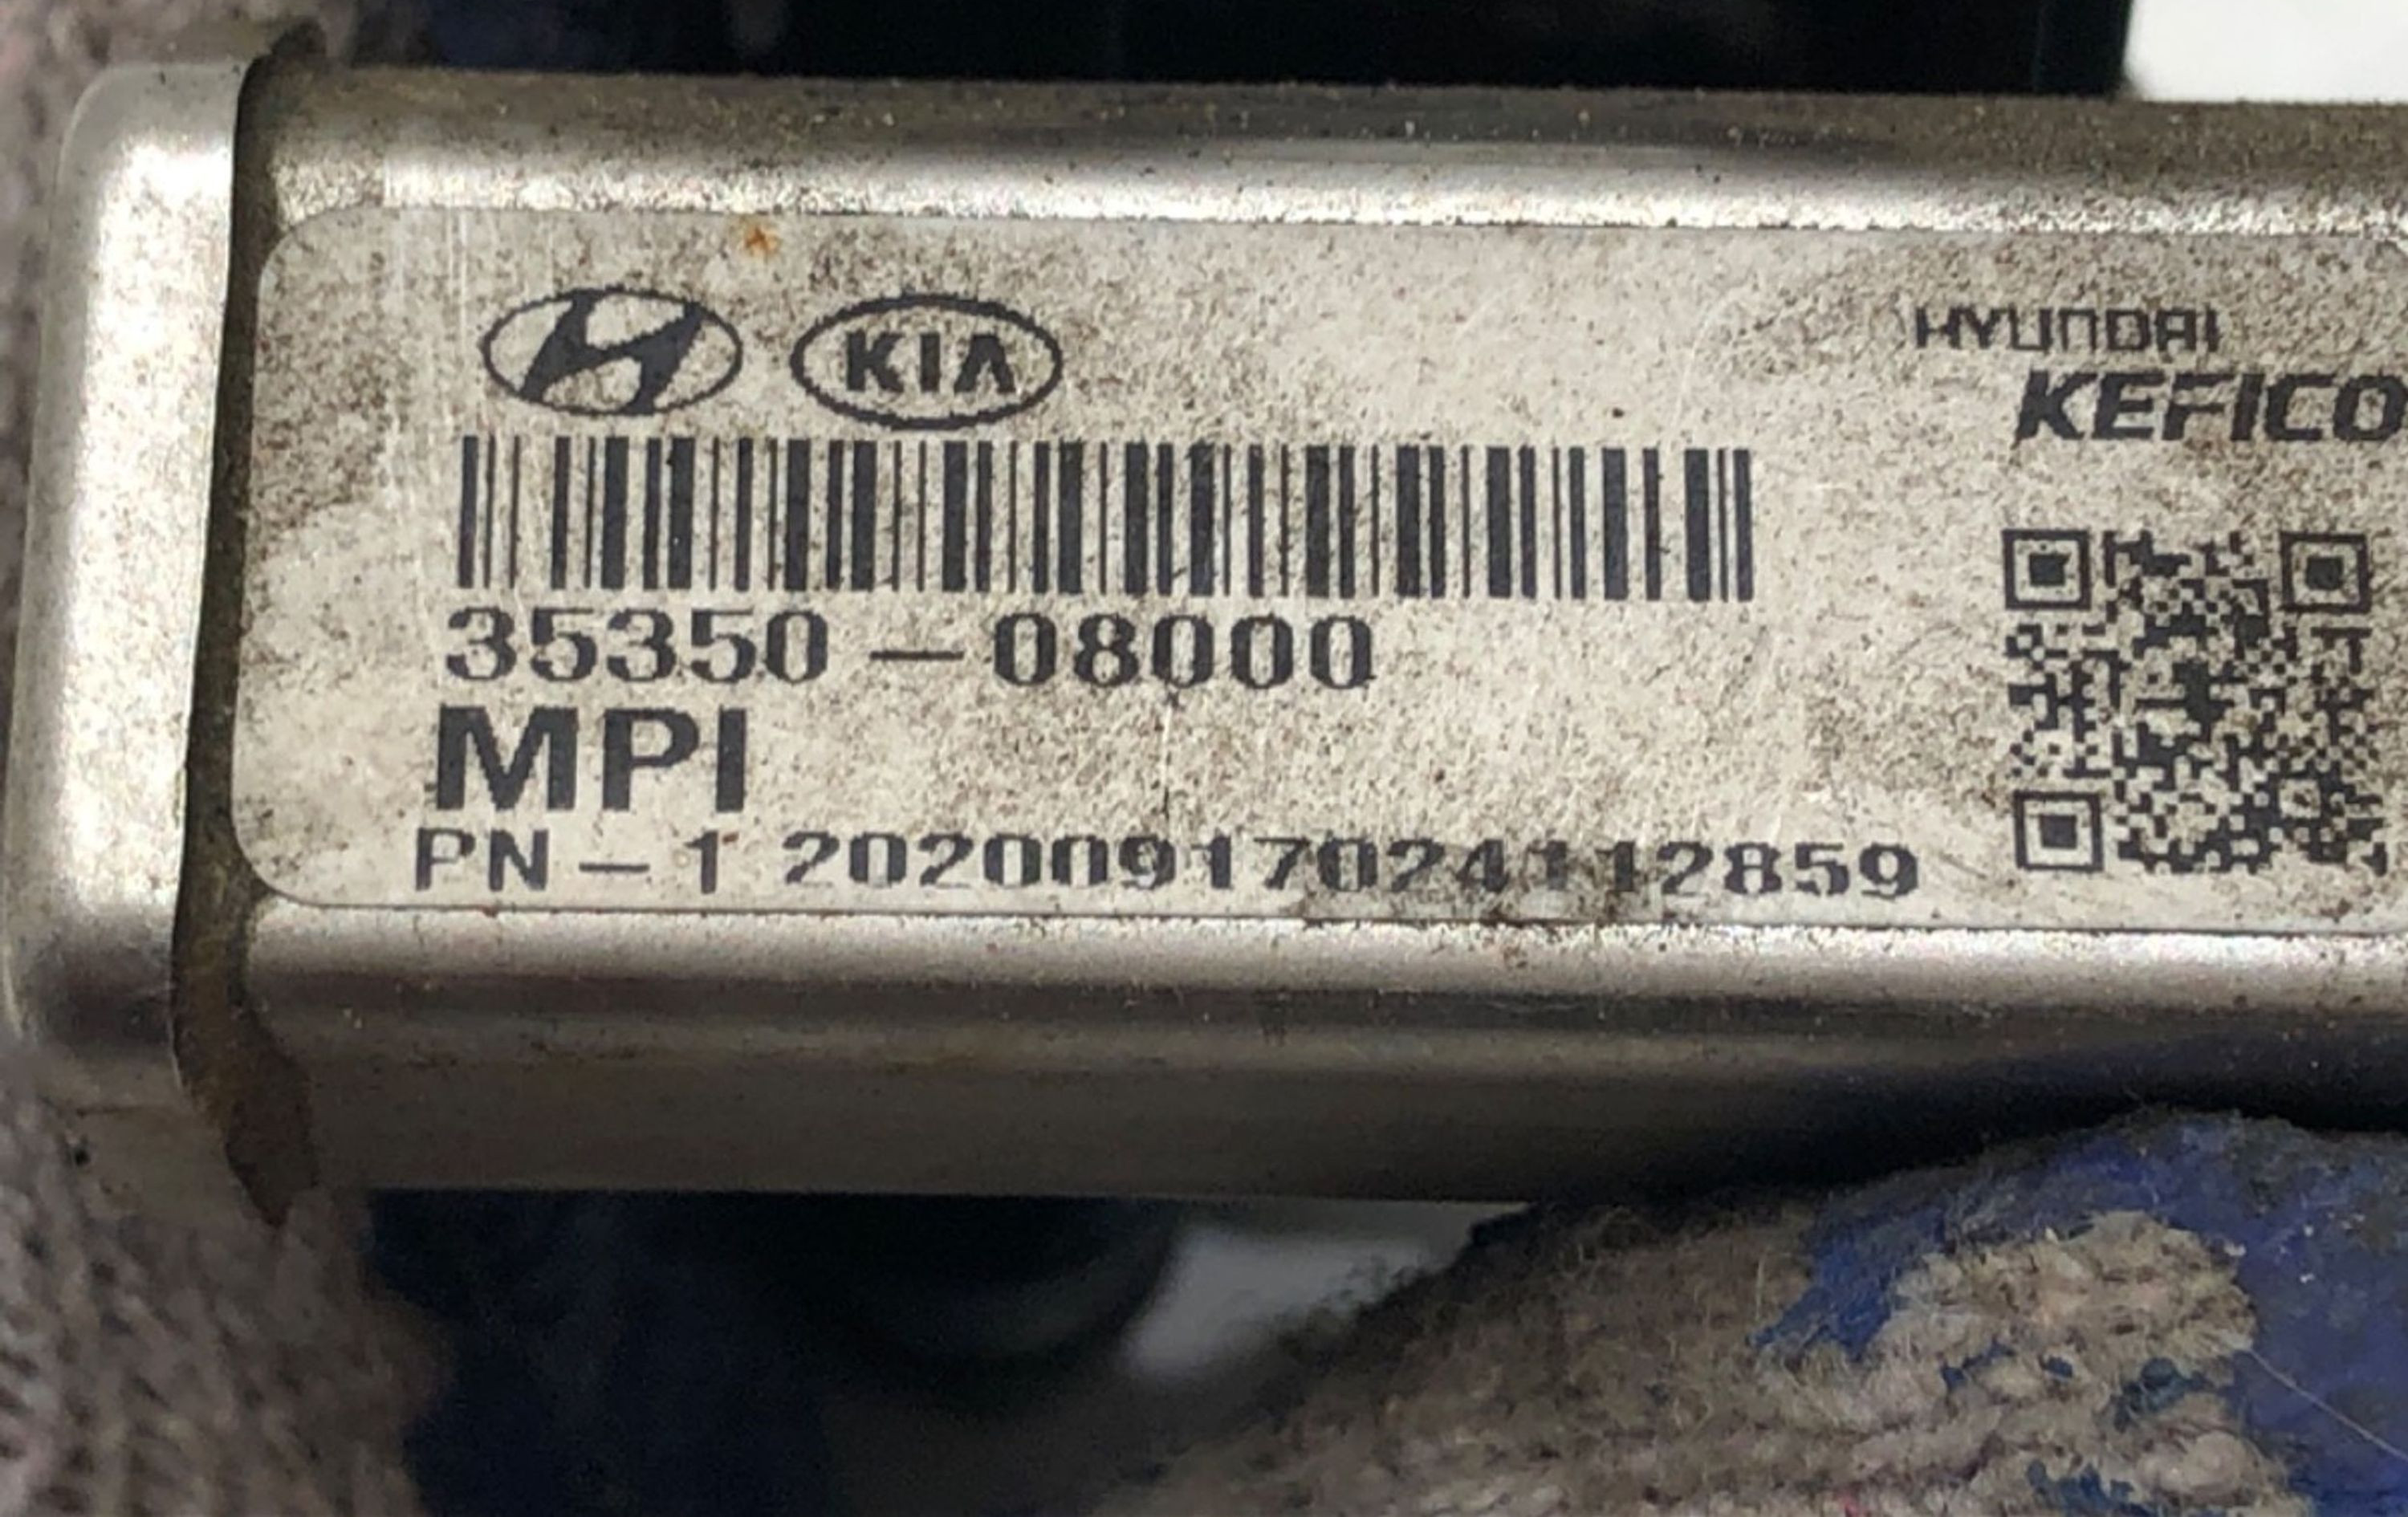 KIA
HYUNDAI
KEFICO
35350-08000
MPI
PN-1 20200917024112859